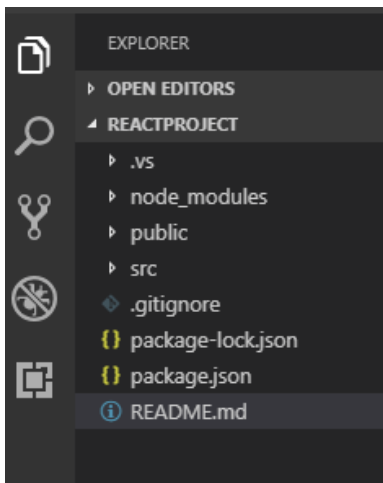 EXPLORER
OPEN EDITORS
REACTPROJECT
.vs
node_modules
public
src
.gitignore
package-lock.json
package.json
README.md